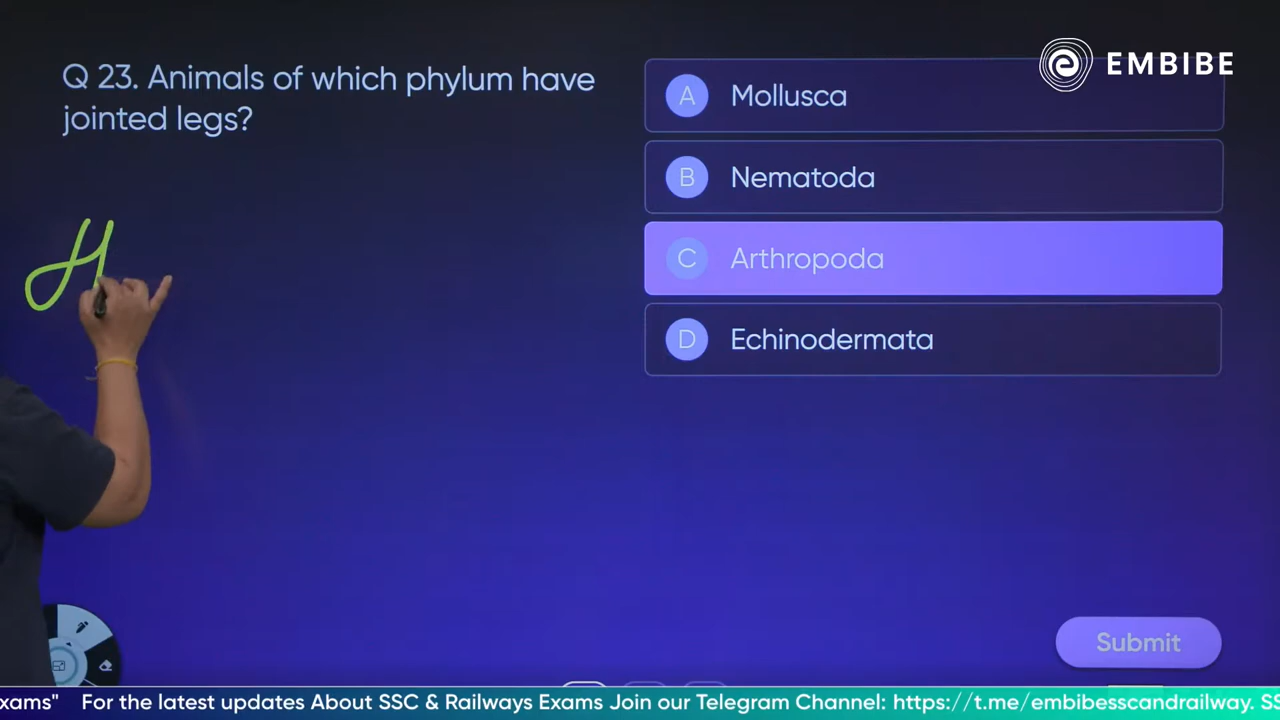 EMBIBE
Q 23. Animals of which phylum have
jointed legs?
A Mollusca
B Nematoda
C Arthropoda
D Echinodermata
Submit
xams" For the latest updates About SSC & Railways Exams Join our Telegram Channel: https://t.me/embibesscandrailway. SS